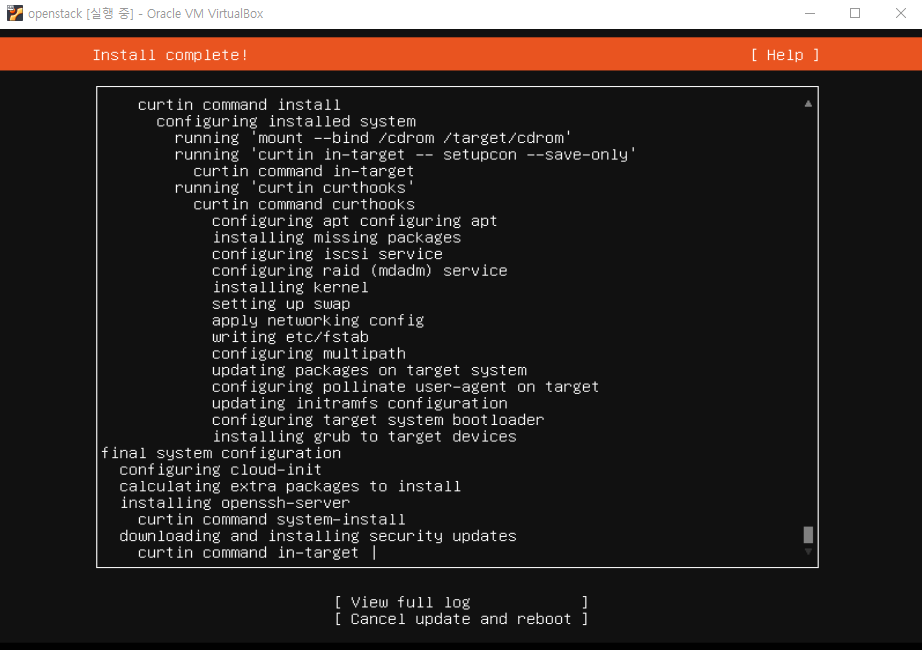 openstack [실행 중] - Oracle VM VirtualBox
Install complete! [ Help ]
curtin command install
configuring installed system
running 'mount --bind /cdrom /target/cdrom'
running 'curtin in-target -- setupcon --save-only'
curtin command in-target
running 'curtin curthooks'
curtin command curthooks
configuring apt configuring apt
installing missing packages
configuring iscsi service
configuring raid (mdadm) service
installing kernel
setting up swap
apply networking config
writing etc/fstab
configuring multipath
updating packages on target system
configuring pollinate user-agent on target
updating initramfs configuration
configuring target system bootloader
installing grub to target devices
final system configuration
configuring cloud-init
calculating extra packages to install
installing openssh-server
curtin command system-install
downloading and installing security updates
curtin command in-target |
[ View full log ]
[ Cancel update and reboot ]